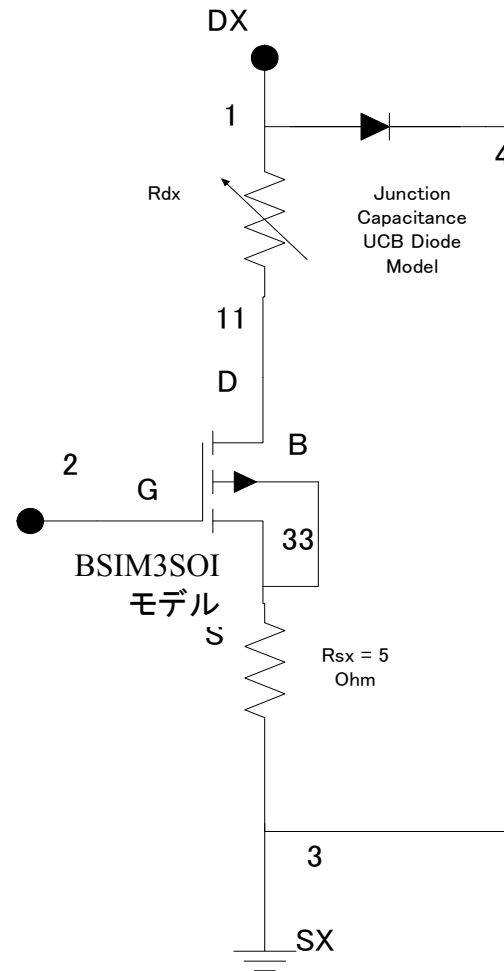 DX
1
4
Rdx
Junction
Capacitance
UCB Diode
Model
11
D
B
2
G
33
BSIM3SOI
モデル
S
Rsx = 5
Ohm
3
SX